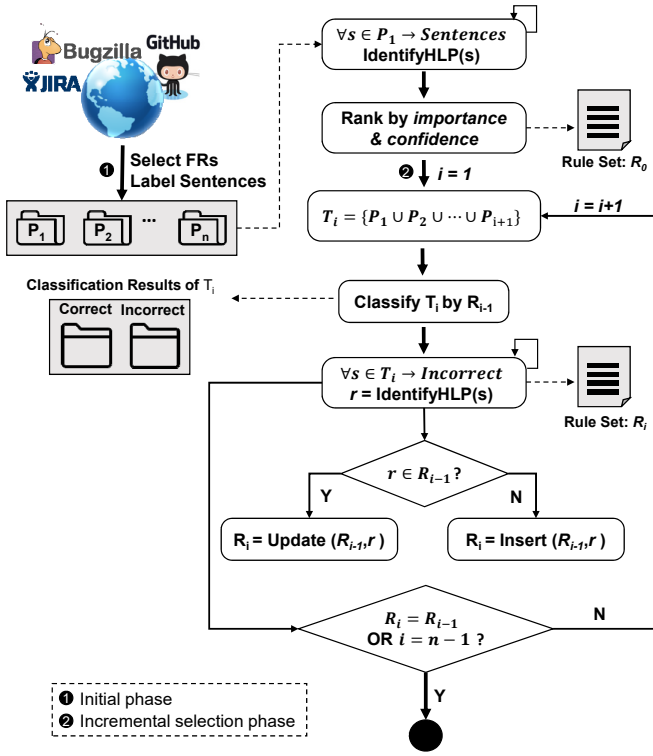 Bugzilla
GitHub
JIRA
❶ Select FRs
Label Sentences
P1 P2 ... Pn
∀s ∈ P1 → Sentences
IdentifyHLP(s)
Rank by importance
& confidence
Rule Set: R0
❷ i = 1
Ti = {P1 ∪ P2 ∪ ⋯ ∪ Pi+1}
i = i+1
Classification Results of Ti
Correct Incorrect
Classify Ti by Ri-1
∀s ∈ Ti → Incorrect
r = IdentifyHLP(s)
Rule Set: Ri
r ∈ Ri−1 ?
Y
N
Ri = Update (Ri-1,r )
Ri = Insert (Ri-1,r )
Ri = Ri−1
OR i = n − 1 ?
N
Y
❶ Initial phase
❷ Incremental selection phase